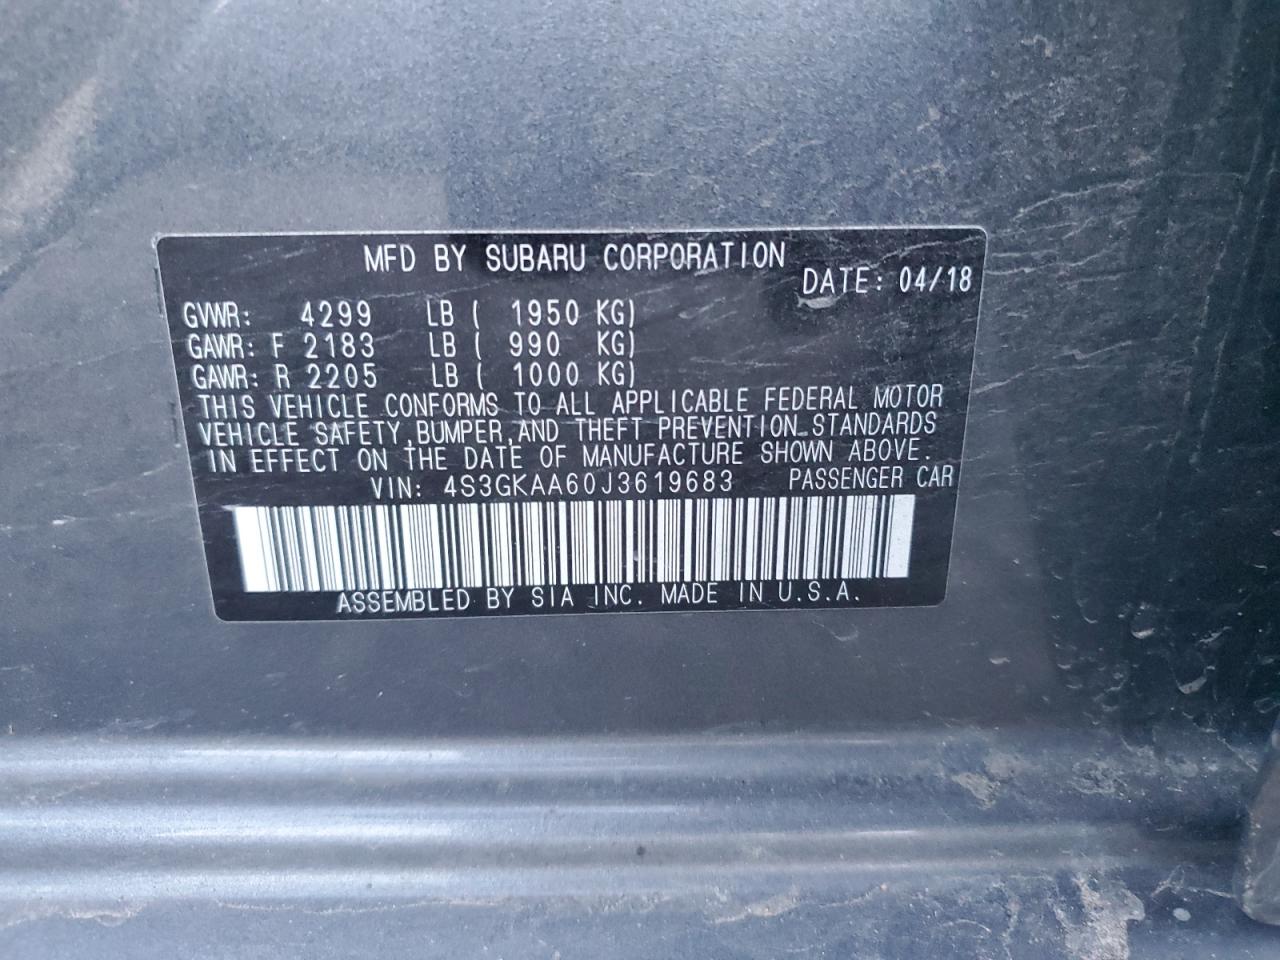 MFD BY SUBARU CORPORATION
DATE: 04/18
GVWR: 4299 LB ( 1950 KG)
GAWR: F 2183 LB ( 990 KG)
GAWR: R 2205 LB ( 1000 KG)
THIS VEHICLE CONFORMS TO ALL APPLICABLE FEDERAL MOTOR
VEHICLE SAFETY,BUMPER,AND THEFT PREVENTION STANDARDS
IN EFFECT ON THE DATE OF MANUFACTURE SHOWN ABOVE.
VIN: 4S3GKAA60J3619683 PASSENGER CAR
ASSEMBLED BY SIA INC. MADE IN U.S.A.